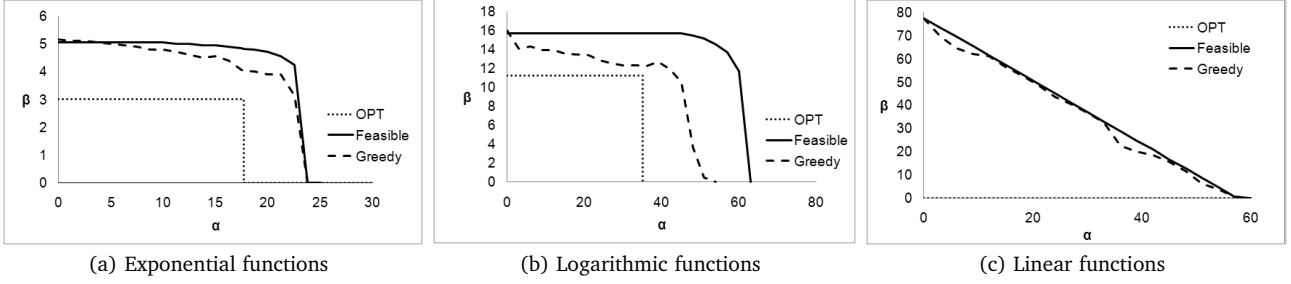 6
5
4
β 3
2
1
0
OPT
Feasible
Greedy
0 5 10 15 20 25 30
α
(a) Exponential functions
18
16
14
12
10
β
8
6
4
2
0
OPT
Feasible
Greedy
0 20 40 60 80
α
(b) Logarithmic functions
80
70
60
50
β 40
30
20
10
0
OPT
Feasible
Greedy
0 20 40 60
α
(c) Linear functions